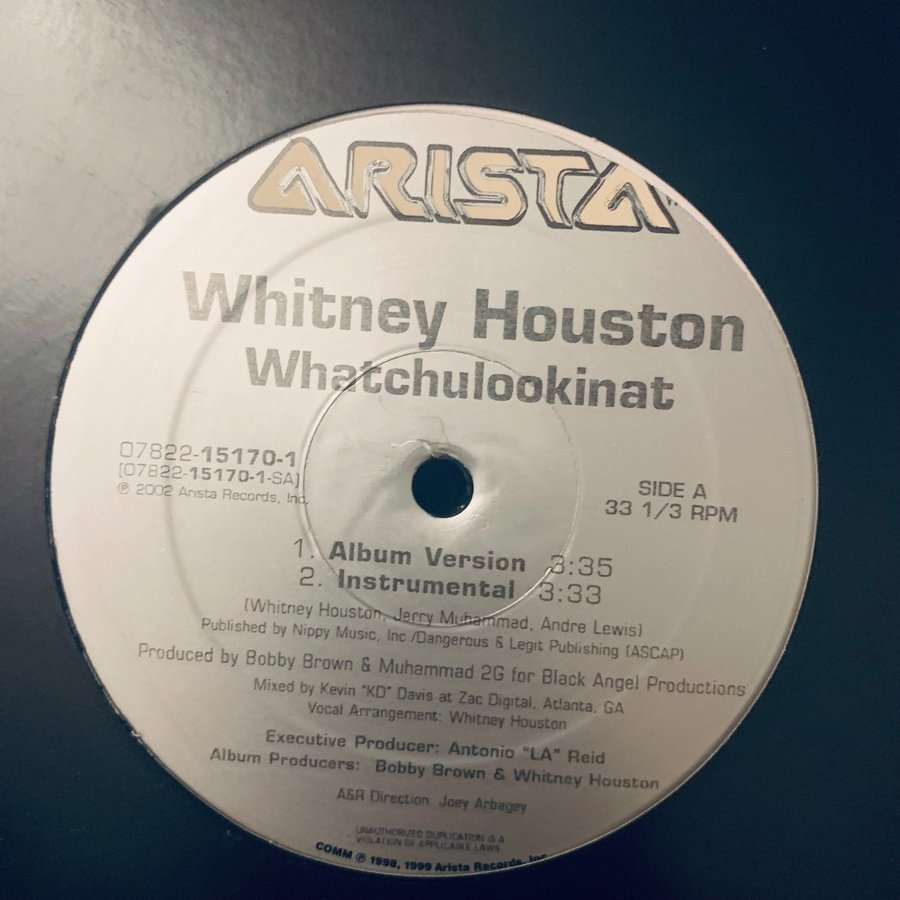 ARISTA
Whitney Houston
Whatchulookinat
07822-15170-1
(07822-15170-1-SA)
℗ 2002 Arista Records, Inc.
SIDE A
33 1/3 RPM
1. Album Version 3:35
2. Instrumental 3:33
(Whitney Houston, Jerry Muhammad, Andre Lewis)
Published by Nippy Music, Inc./Dangerous & Legit Publishing (ASCAP)
Produced by Bobby Brown & Muhammad 2G for Black Angel Productions
Mixed by Kevin "KD" Davis at Zac Digital, Atlanta, GA
Vocal Arrangement: Whitney Houston
Executive Producer: Antonio "LA" Reid
Album Producers: Bobby Brown & Whitney Houston
A&R Direction: Joey Arbagey
UNAUTHORIZED DUPLICATION IS A
VIOLATION OF APPLICABLE LAWS
COMM ℗ 1998, 1999 Arista Records, Inc.